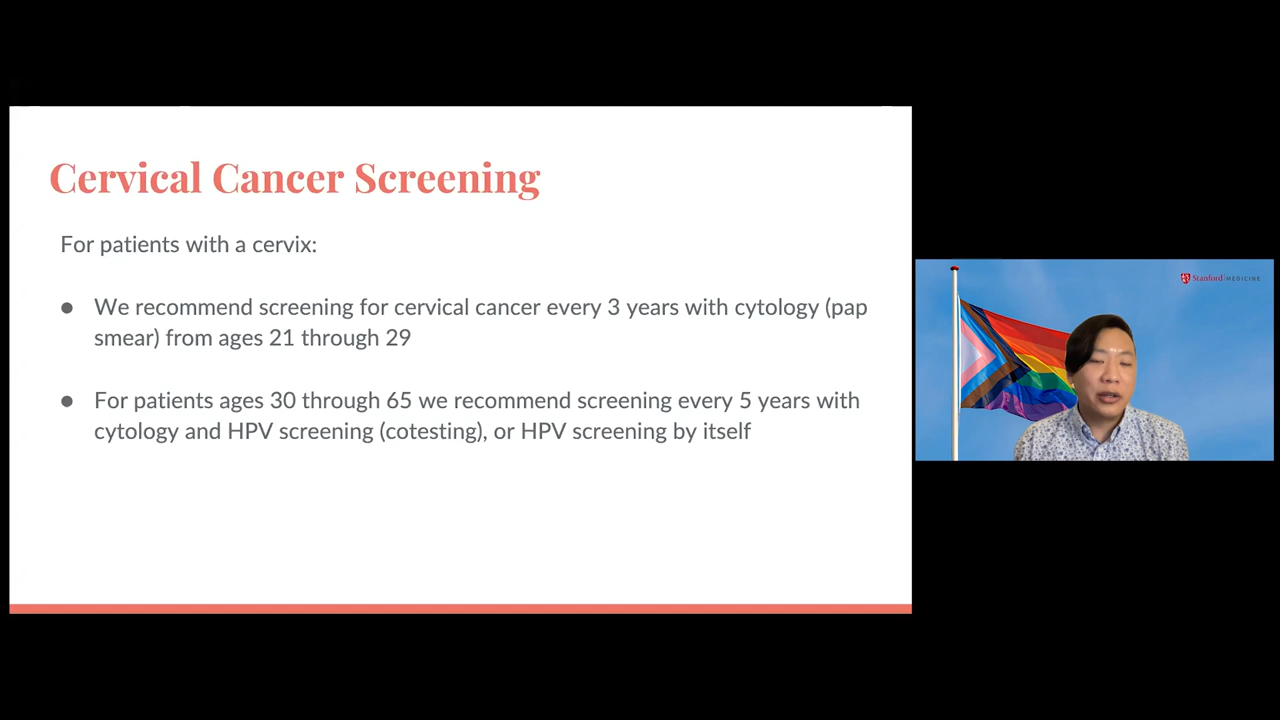 Cervical Cancer Screening
For patients with a cervix:
● We recommend screening for cervical cancer every 3 years with cytology (pap
smear) from ages 21 through 29
● For patients ages 30 through 65 we recommend screening every 5 years with
cytology and HPV screening (cotesting), or HPV screening by itself
Stanford MEDICINE